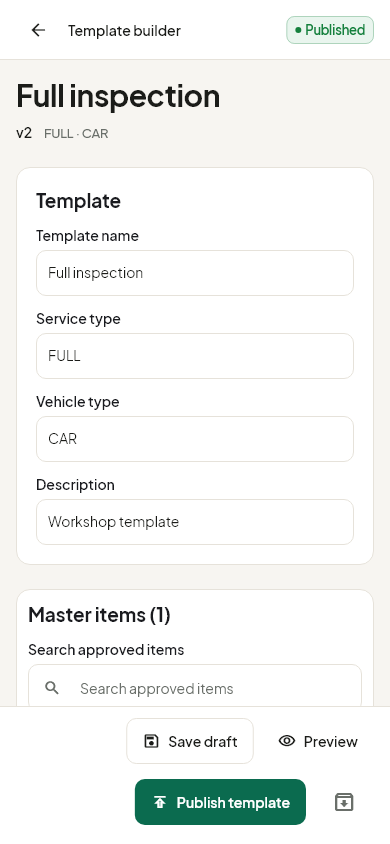 Template builder
Published
Full inspection
v2 FULL · CAR
Template
Template name
Full inspection
Service type
FULL
Vehicle type
CAR
Description
Workshop template
Master items (1)
Search approved items
Search approved items
Save draft
Preview
Publish template